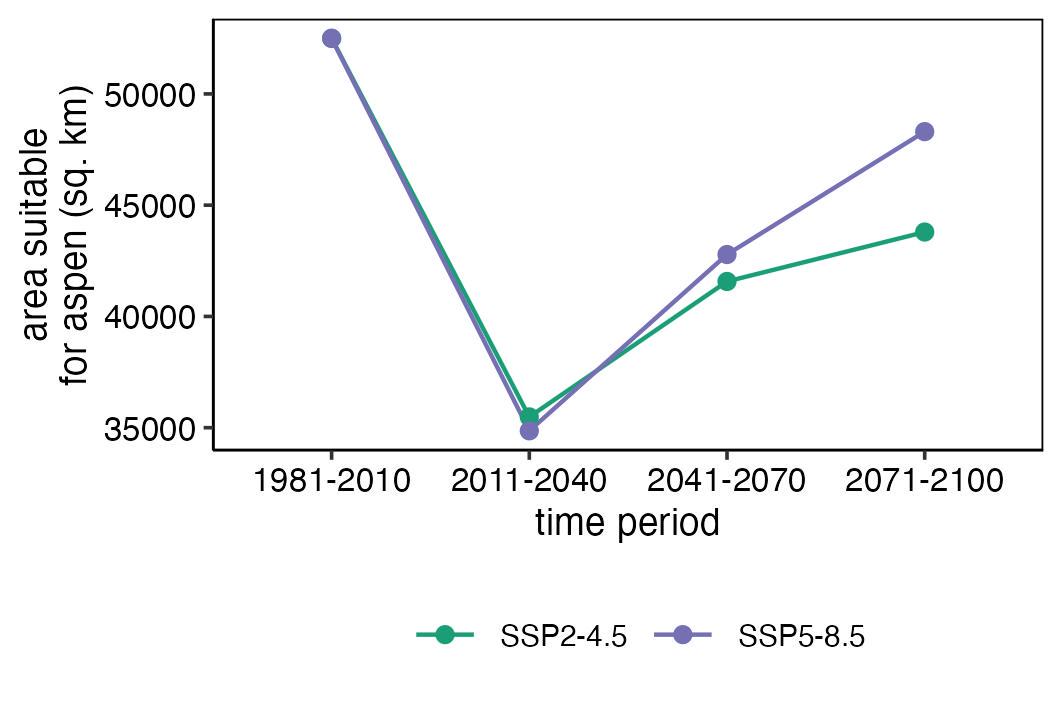 area suitable
for aspen (sq. km)
50000
45000
40000
35000
1981-2010 2011-2040 2041-2070 2071-2100
time period
SSP2-4.5 SSP5-8.5